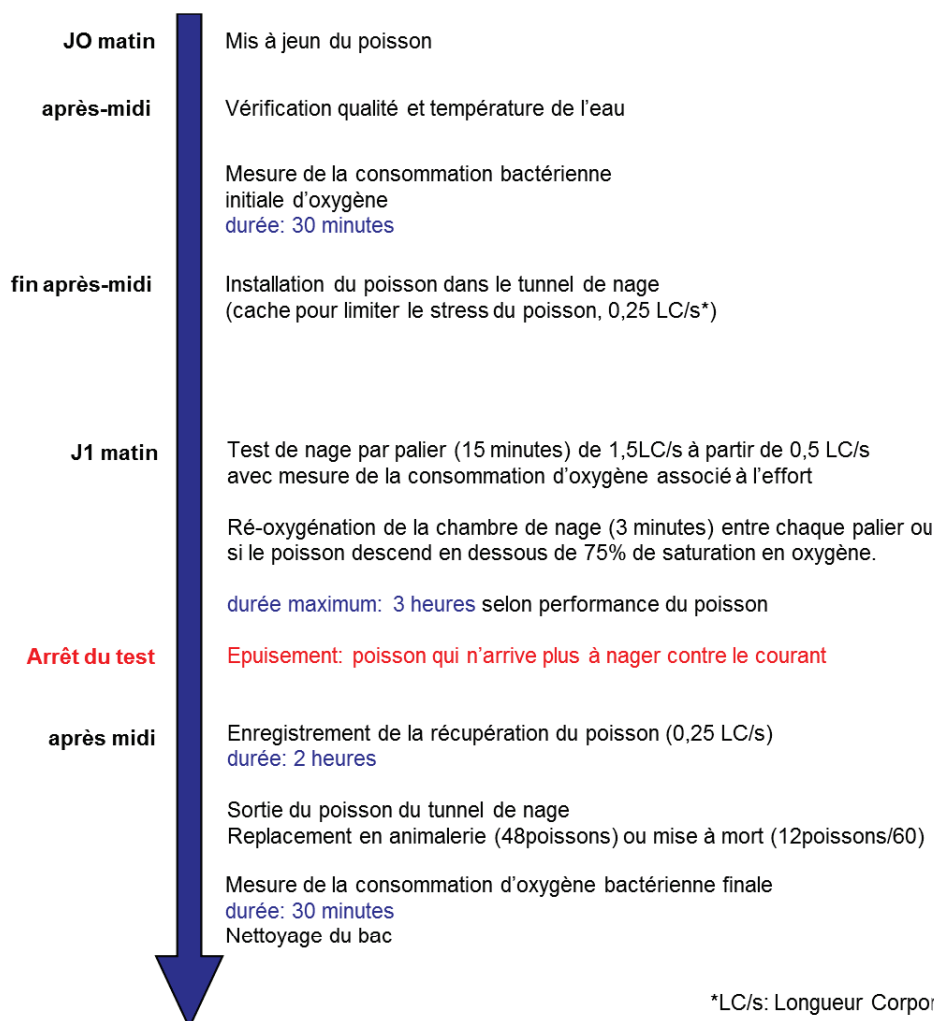 JO matin Mis à jeun du poisson
après-midi Vérification qualité et température de l'eau
Mesure de la consommation bactérienne
initiale d'oxygène
durée: 30 minutes
fin après-midi Installation du poisson dans le tunnel de nage
(cache pour limiter le stress du poisson, 0,25 LC/s*)
J1 matin Test de nage par palier (15 minutes) de 1,5LC/s à partir de 0,5 LC/s
avec mesure de la consommation d'oxygène associé à l'effort
Ré-oxygénation de la chambre de nage (3 minutes) entre chaque palier ou
si le poisson descend en dessous de 75% de saturation en oxygène.
durée maximum: 3 heures selon performance du poisson
Arrêt du test Epuisement: poisson qui n'arrive plus à nager contre le courant
après midi Enregistrement de la récupération du poisson (0,25 LC/s)
durée: 2 heures
Sortie du poisson du tunnel de nage
Replacement en animalerie (48poissons) ou mise à mort (12poissons/60)
Mesure de la consommation d'oxygène bactérienne finale
durée: 30 minutes
Nettoyage du bac
*LC/s: Longueur Corpor